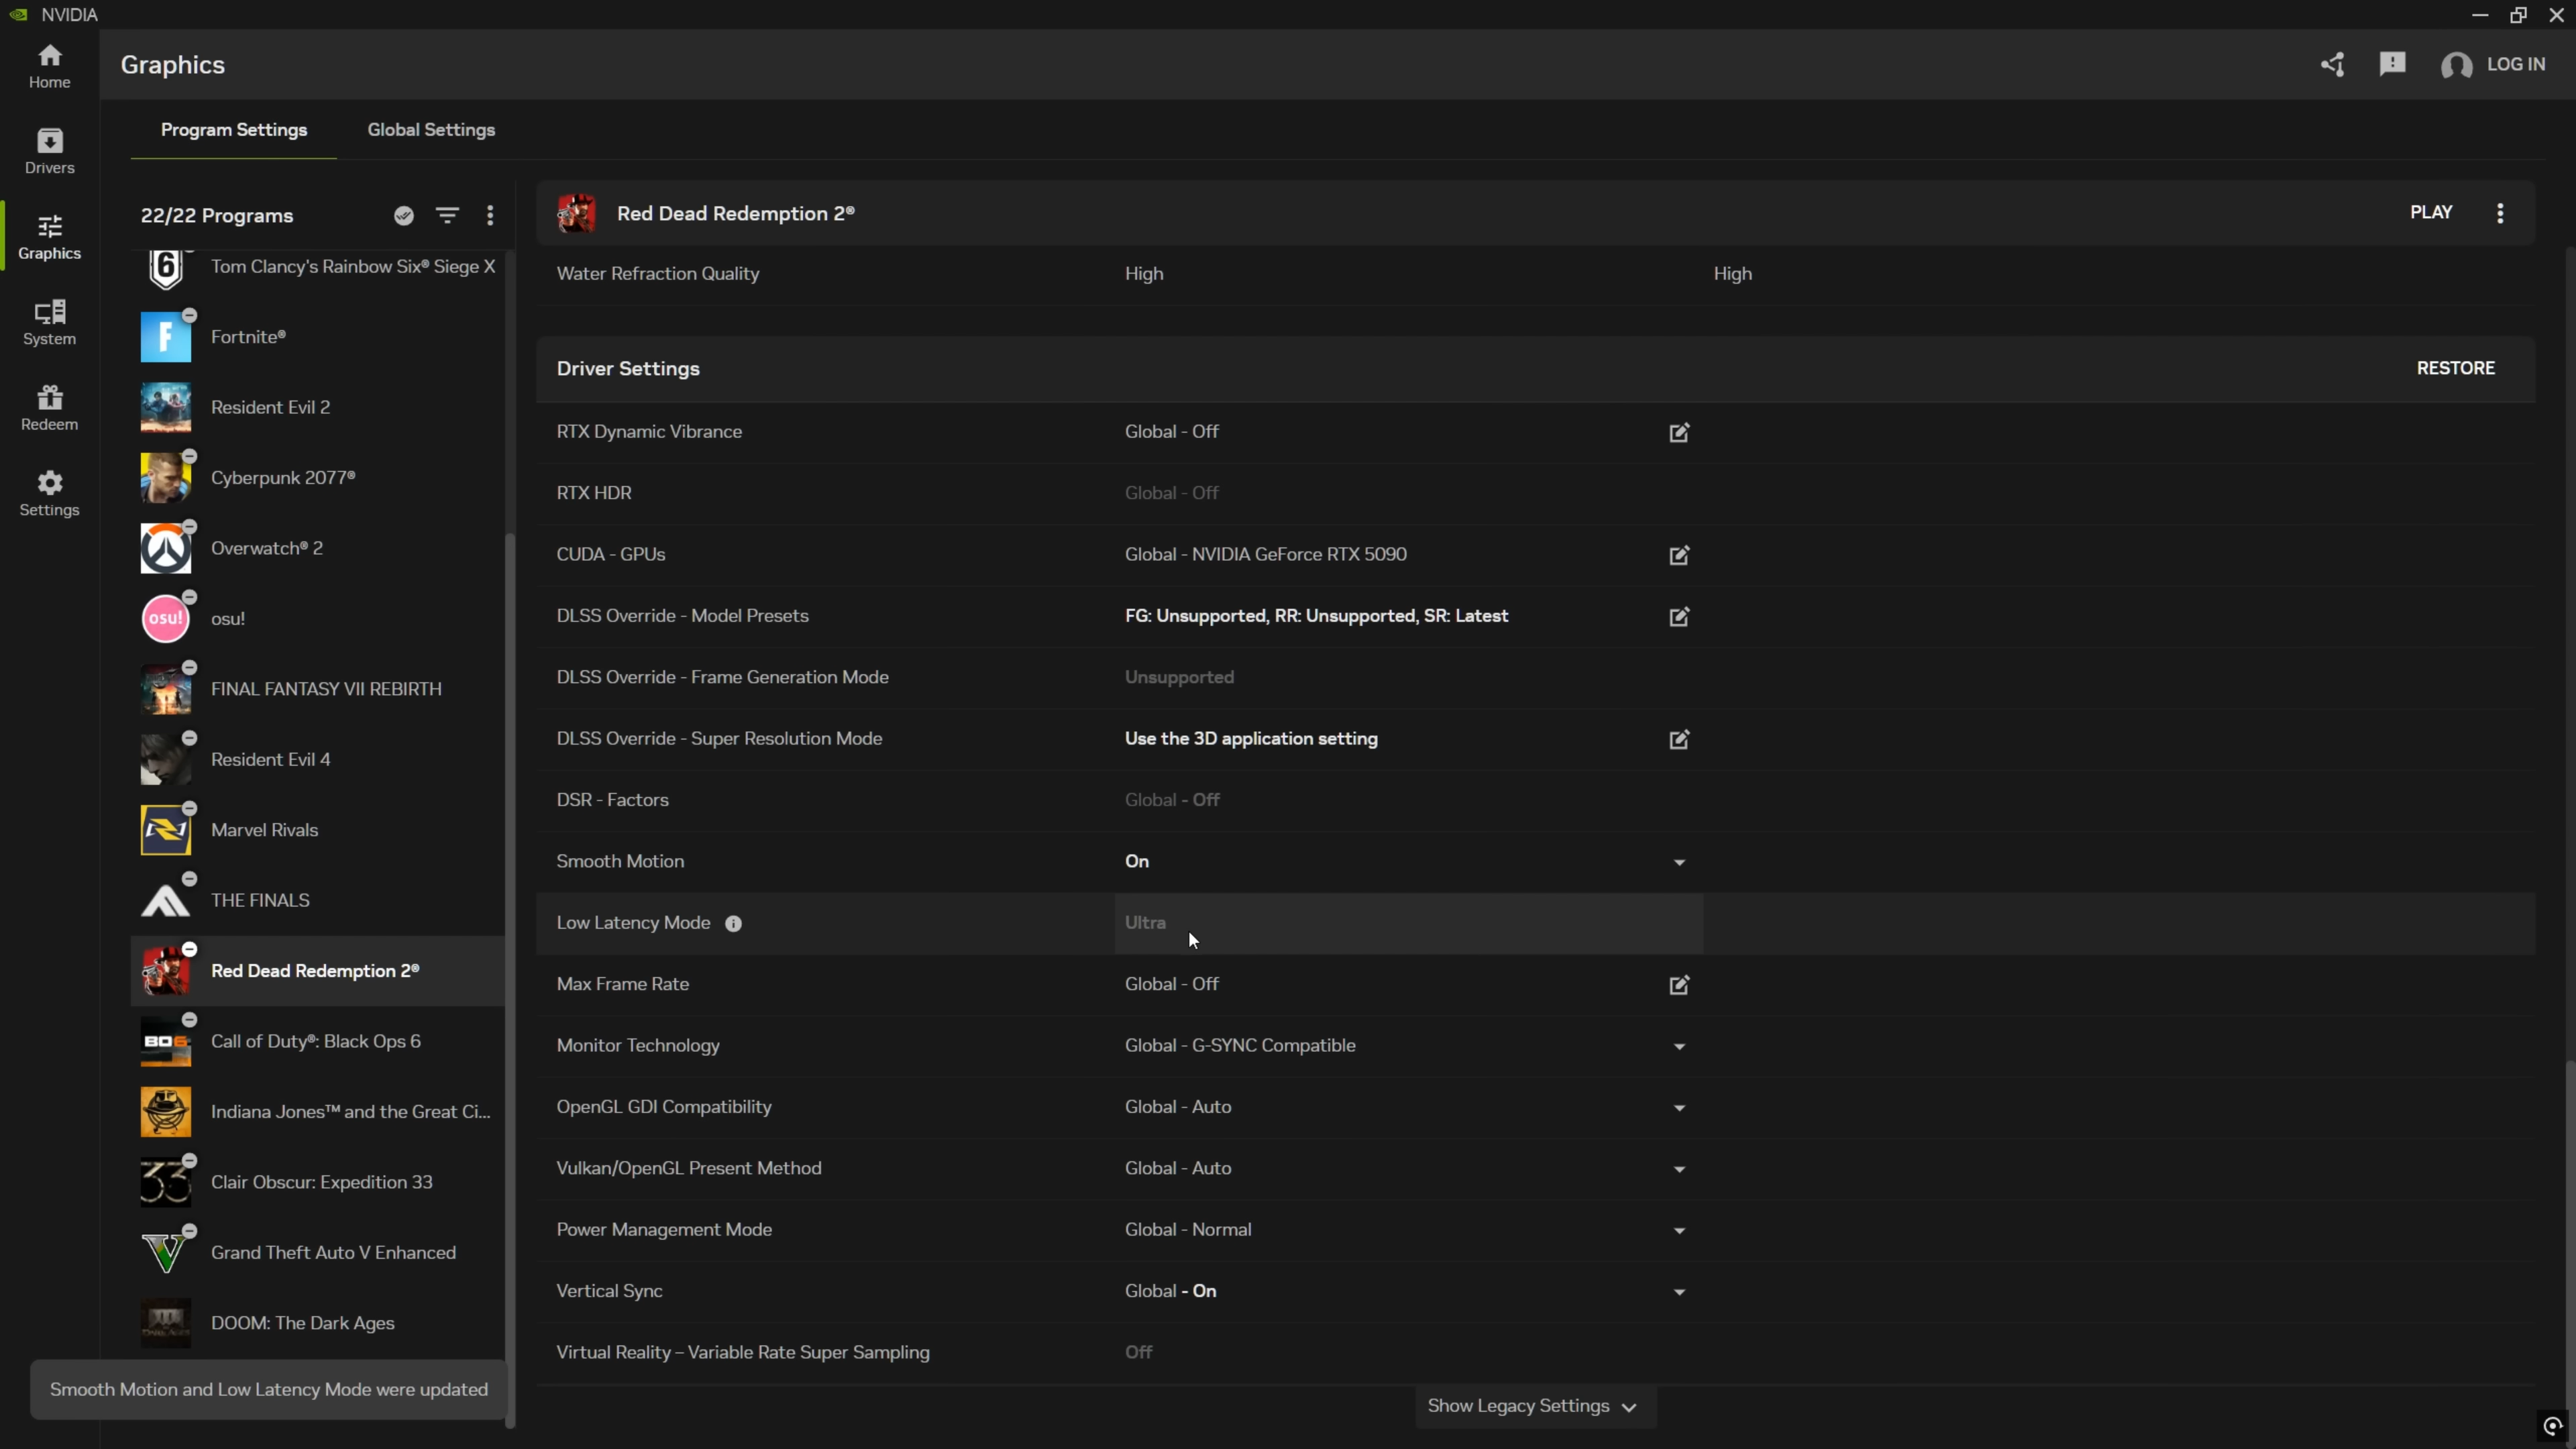 NVIDIA
Home
Drivers
Graphics
System
Redeem
Settings
Graphics
LOG IN
Program Settings
Global Settings
22/22 Programs
Tom Clancy's Rainbow Six® Siege X
Fortnite®
Resident Evil 2
Cyberpunk 2077®
Overwatch® 2
osu!
osu!
FINAL FANTASY VII REBIRTH
Resident Evil 4
Marvel Rivals
THE FINALS
Red Dead Redemption 2®
BO6
Call of Duty®: Black Ops 6
Indiana Jones™ and the Great Ci...
33
Clair Obscur: Expedition 33
Grand Theft Auto V Enhanced
DOOM: The Dark Ages
Smooth Motion and Low Latency Mode were updated
Red Dead Redemption 2®
PLAY
Water Refraction Quality High High
Driver Settings
RESTORE
RTX Dynamic Vibrance Global - Off
RTX HDR Global - Off
CUDA - GPUs Global - NVIDIA GeForce RTX 5090
DLSS Override - Model Presets FG: Unsupported, RR: Unsupported, SR: Latest
DLSS Override - Frame Generation Mode Unsupported
DLSS Override - Super Resolution Mode Use the 3D application setting
DSR - Factors Global - Off
Smooth Motion On
Low Latency Mode Ultra
Max Frame Rate Global - Off
Monitor Technology Global - G-SYNC Compatible
OpenGL GDI Compatibility Global - Auto
Vulkan/OpenGL Present Method Global - Auto
Power Management Mode Global - Normal
Vertical Sync Global - On
Virtual Reality – Variable Rate Super Sampling Off
Show Legacy Settings